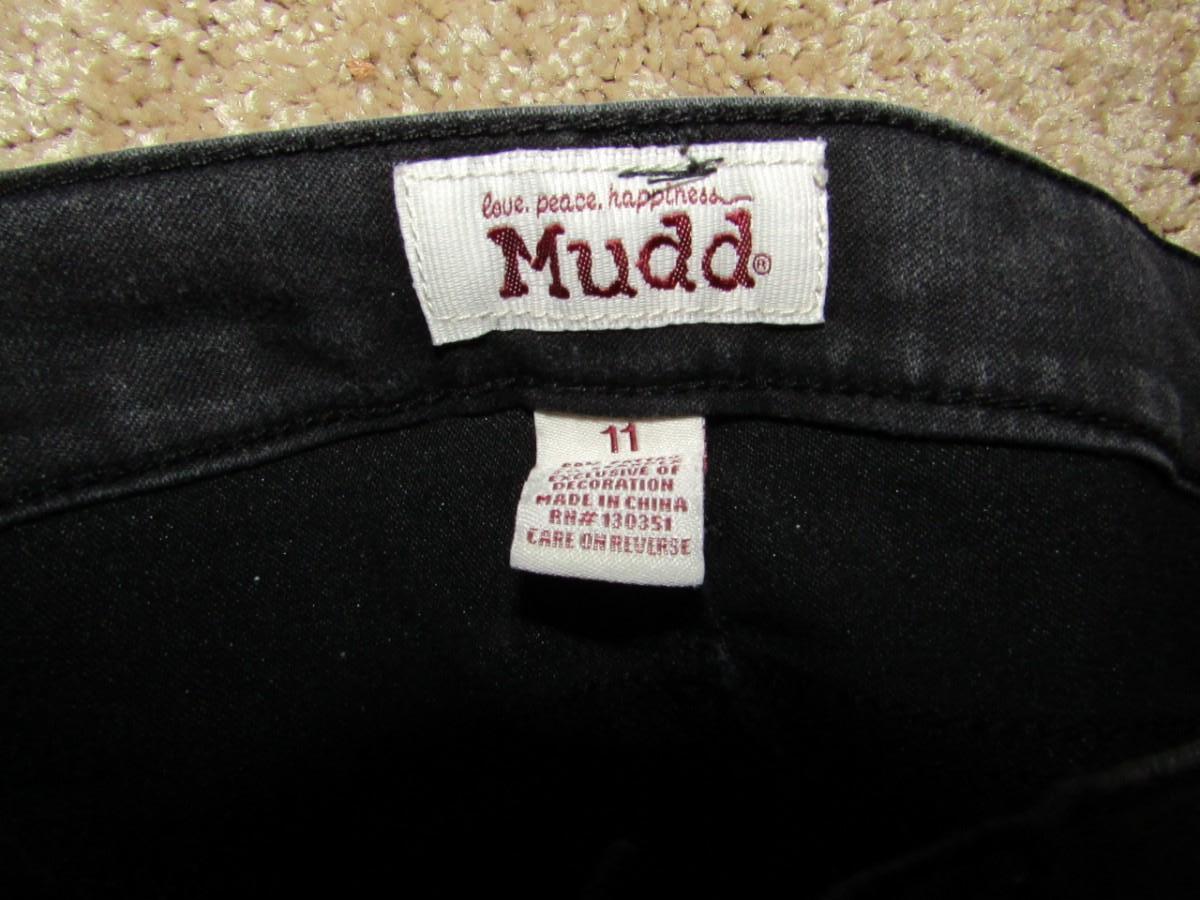 love. peace. happiness
Mudd®
11
EXCLUSIVE OF
DECORATION
MADE IN CHINA
RN# 130351
CARE ON REVERSE